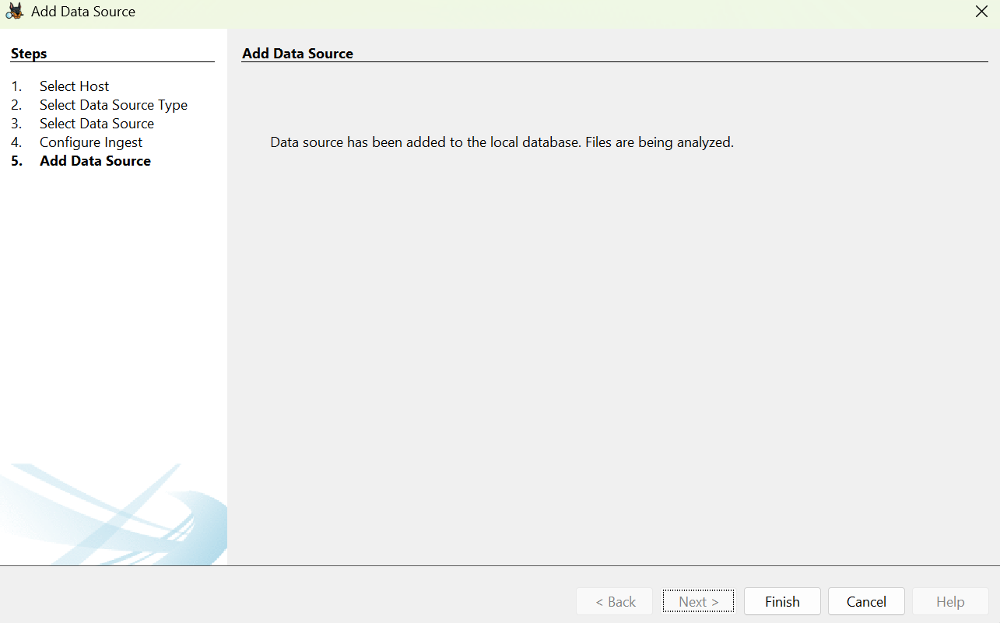 Add Data Source
Steps
1. Select Host
2. Select Data Source Type
3. Select Data Source
4. Configure Ingest
5. Add Data Source
Add Data Source
Data source has been added to the local database. Files are being analyzed.
< Back
Next >
Finish
Cancel
Help